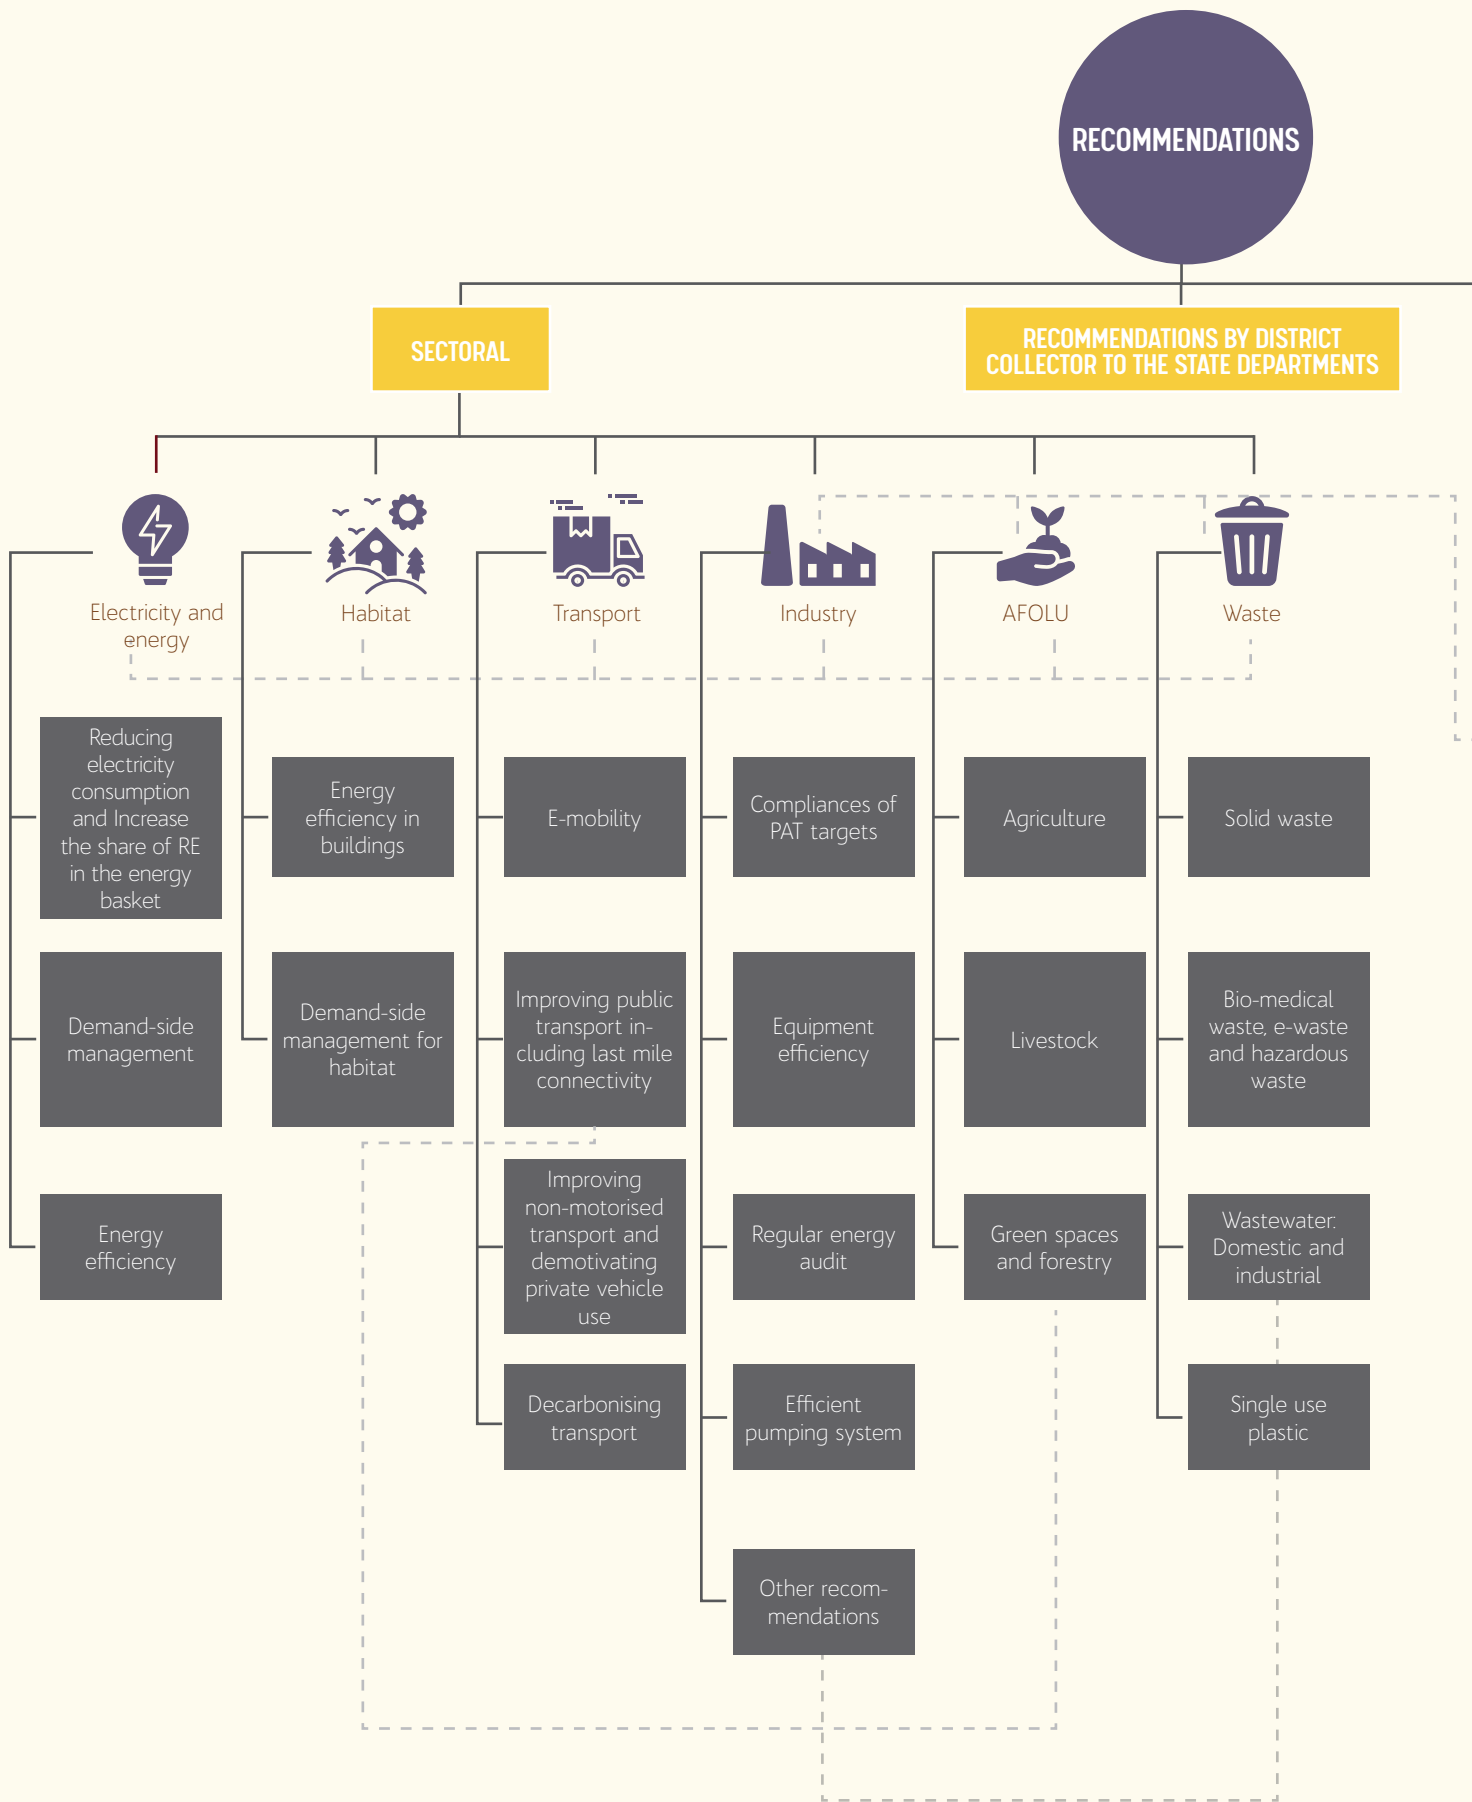 RECOMMENDATIONS
SECTORAL
RECOMMENDATIONS BY DISTRICT
COLLECTOR TO THE STATE DEPARTMENTS
Electricity and
energy
Habitat
Transport
Industry
AFOLU
Waste
Reducing
electricity
consumption
and Increase
the share of RE
in the energy
basket
Demand-side
management
Energy
efficiency
Energy
efficiency in
buildings
Demand-side
management for
habitat
E-mobility
Improving public
transport in-
cluding last mile
connectivity
Improving
non-motorised
transport and
demotivating
private vehicle
use
Decarbonising
transport
Compliances of
PAT targets
Equipment
efficiency
Regular energy
audit
Efficient
pumping system
Other recom-
mendations
Agriculture
Livestock
Green spaces
and forestry
Solid waste
Bio-medical
waste, e-waste
and hazardous
waste
Wastewater:
Domestic and
industrial
Single use
plastic